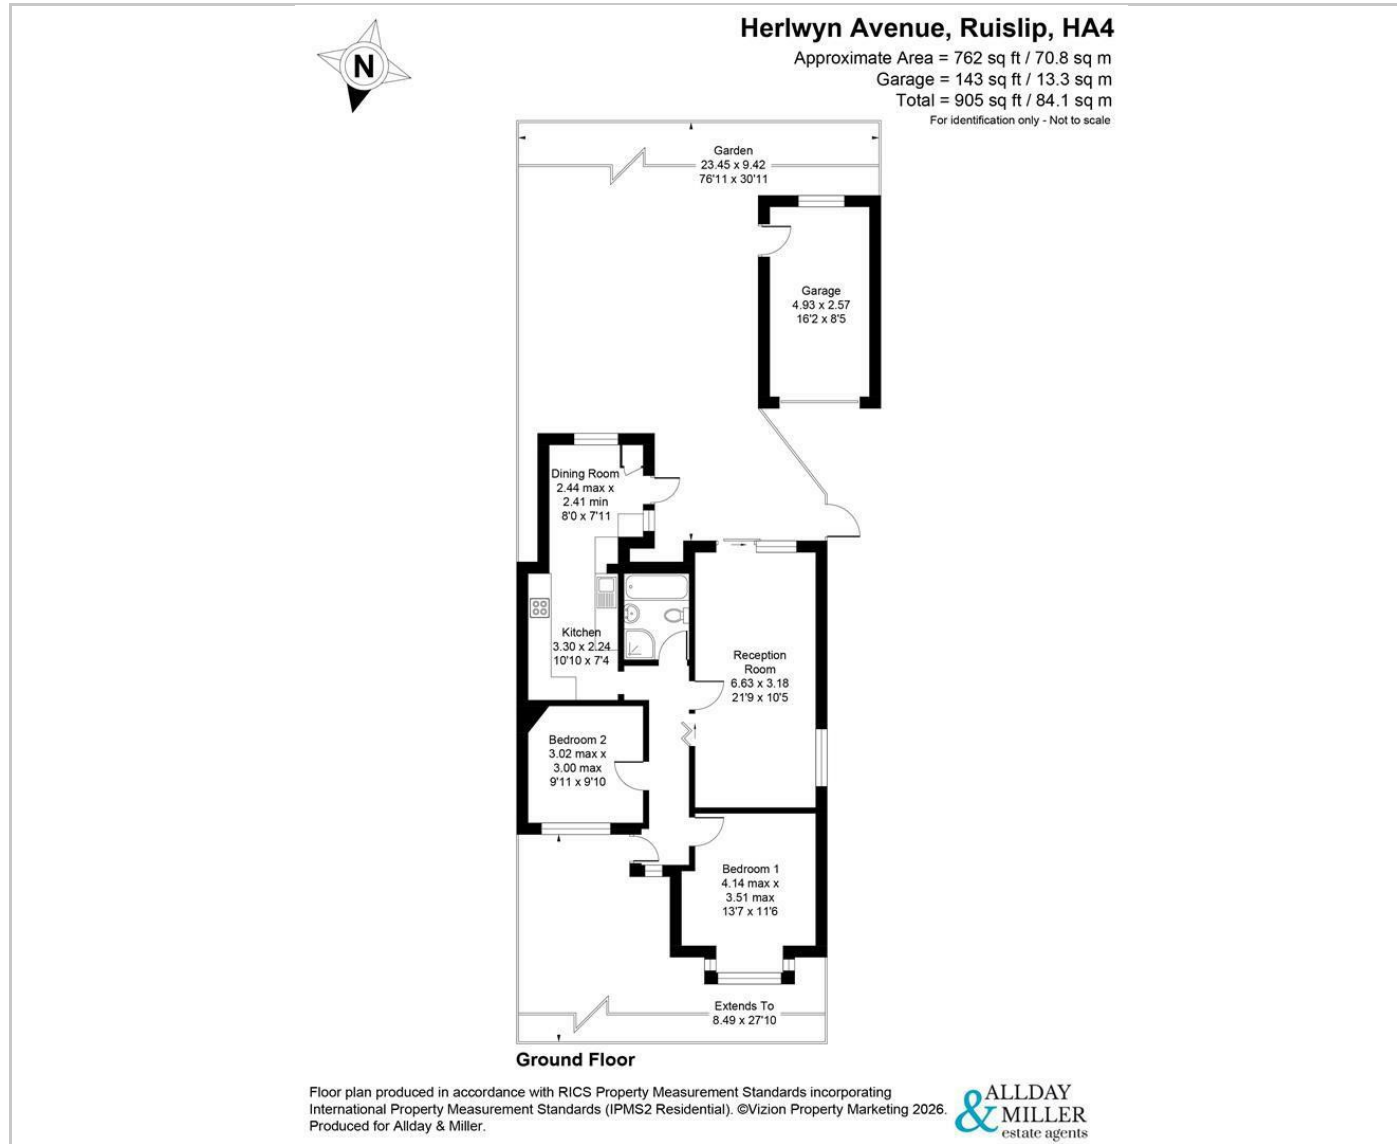 Herlwyn Avenue, Ruislip, HA4
Approximate Area = 762 sq ft / 70.8 sq m
Garage = 143 sq ft / 13.3 sq m
Total = 905 sq ft / 84.1 sq m
For identification only - Not to scale
N
Garden
23.45 x 9.42
76'11 x 30'11
Garage
4.93 x 2.57
16'2 x 8'5
Dining Room
2.44 max x
2.41 min
8'0 x 7'11
Kitchen
3.30 x 2.24
10'10 x 7'4
Reception
Room
6.63 x 3.18
21'9 x 10'5
Bedroom 2
3.02 max x
3.00 max
9'11 x 9'10
Bedroom 1
4.14 max x
3.51 max
13'7 x 11'6
Extends To
8.49 x 27'10
Ground Floor
Floor plan produced in accordance with RICS Property Measurement Standards incorporating
International Property Measurement Standards (IPMS2 Residential). ©Vizion Property Marketing 2026.
Produced for Allday & Miller.
ALLDAY
& MILLER
estate agents